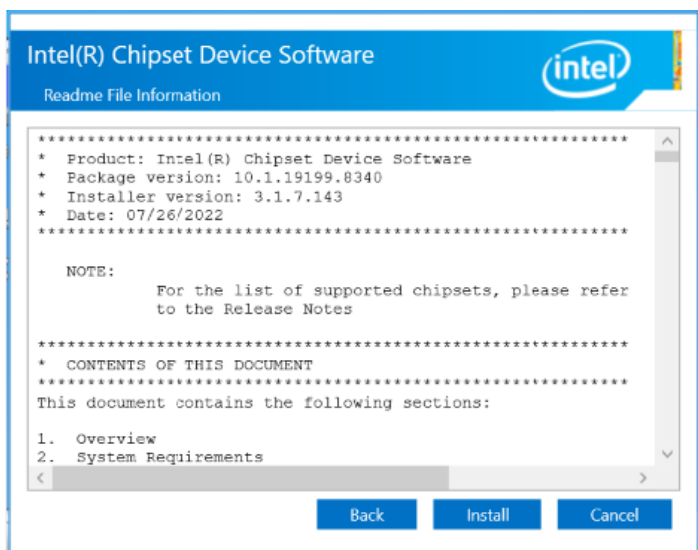 Intel(R) Chipset Device Software
intel
Readme File Information
************************************************************
*  Product: Intel(R) Chipset Device Software
*  Package version: 10.1.19199.8340
*  Installer version: 3.1.7.143
*  Date: 07/26/2022
************************************************************
NOTE:
For the list of supported chipsets, please refer
to the Release Notes
************************************************************
*  CONTENTS OF THIS DOCUMENT
************************************************************
This document contains the following sections:
1.  Overview
2.  System Requirements
Back Install Cancel